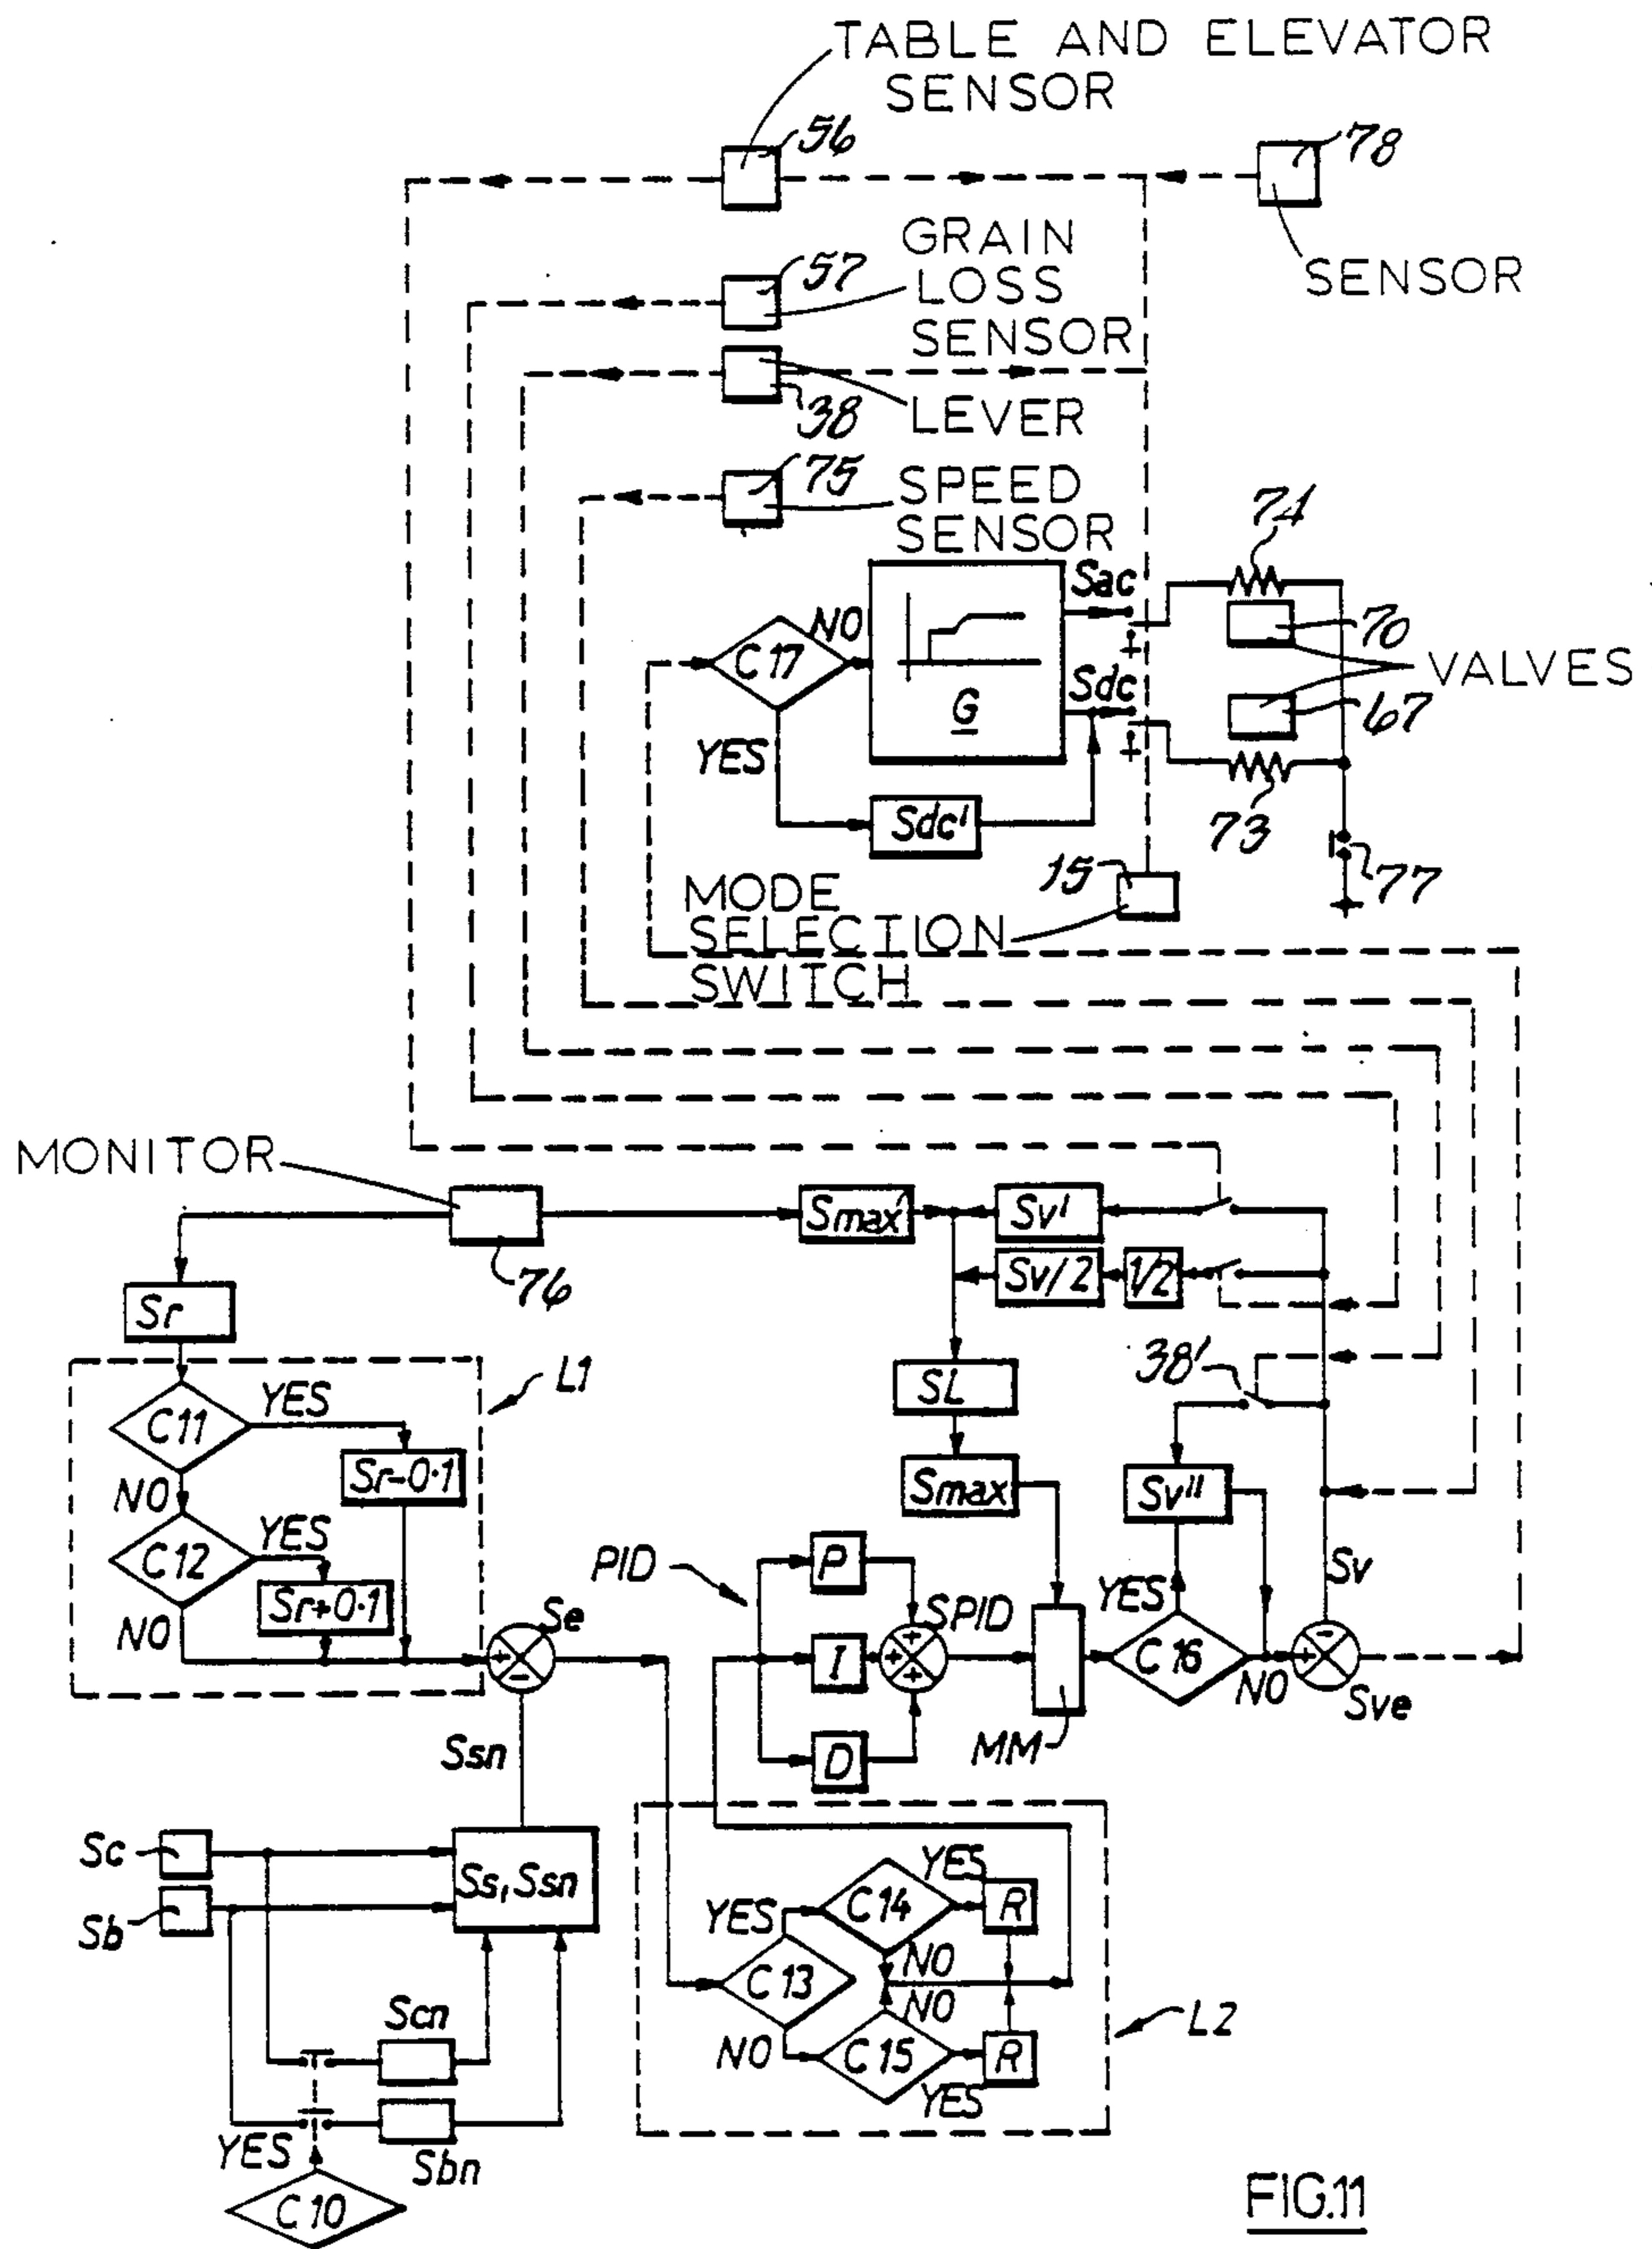 TABLE AND ELEVATOR
SENSOR
56
78
GRAIN
LOSS
SENSOR
57
SENSOR
38
LEVER
75
SPEED
SENSOR
74
Sac
NO
C17
70
VALVES
Sdc
G
67
YES
Sdc'
73
15
77
MODE
SELECTION
SWITCH
MONITOR
Smax
Sv'
76
Sv/2
1/2
Sr
38'
L1
SL
C11
YES
Sr-0.1
Smax
Sv"
NO
C12
YES
PID
P
Sv
Sr+0.1
Se
SPID
YES
NO
I
C16
NO
Sve
MM
Ssn
D
Sc
Ss, Ssn
YES
C14
R
Sb
YES
NO
C13
NO
Scn
L2
NO
C15
R
YES
YES
Sbn
C10
FIG.11
+
+
+
-
+
+
+
+
-